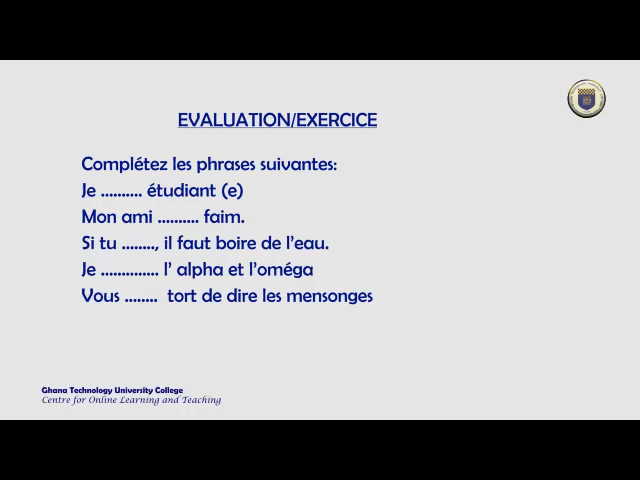 EVALUATION/EXERCICE
Complétez les phrases suivantes:
Je .......... étudiant (e)
Mon ami .......... faim.
Si tu ........, il faut boire de l’eau.
Je .............. l’ alpha et l’oméga
Vous ........ tort de dire les mensonges
Ghana Technology University College
Centre for Online Learning and Teaching